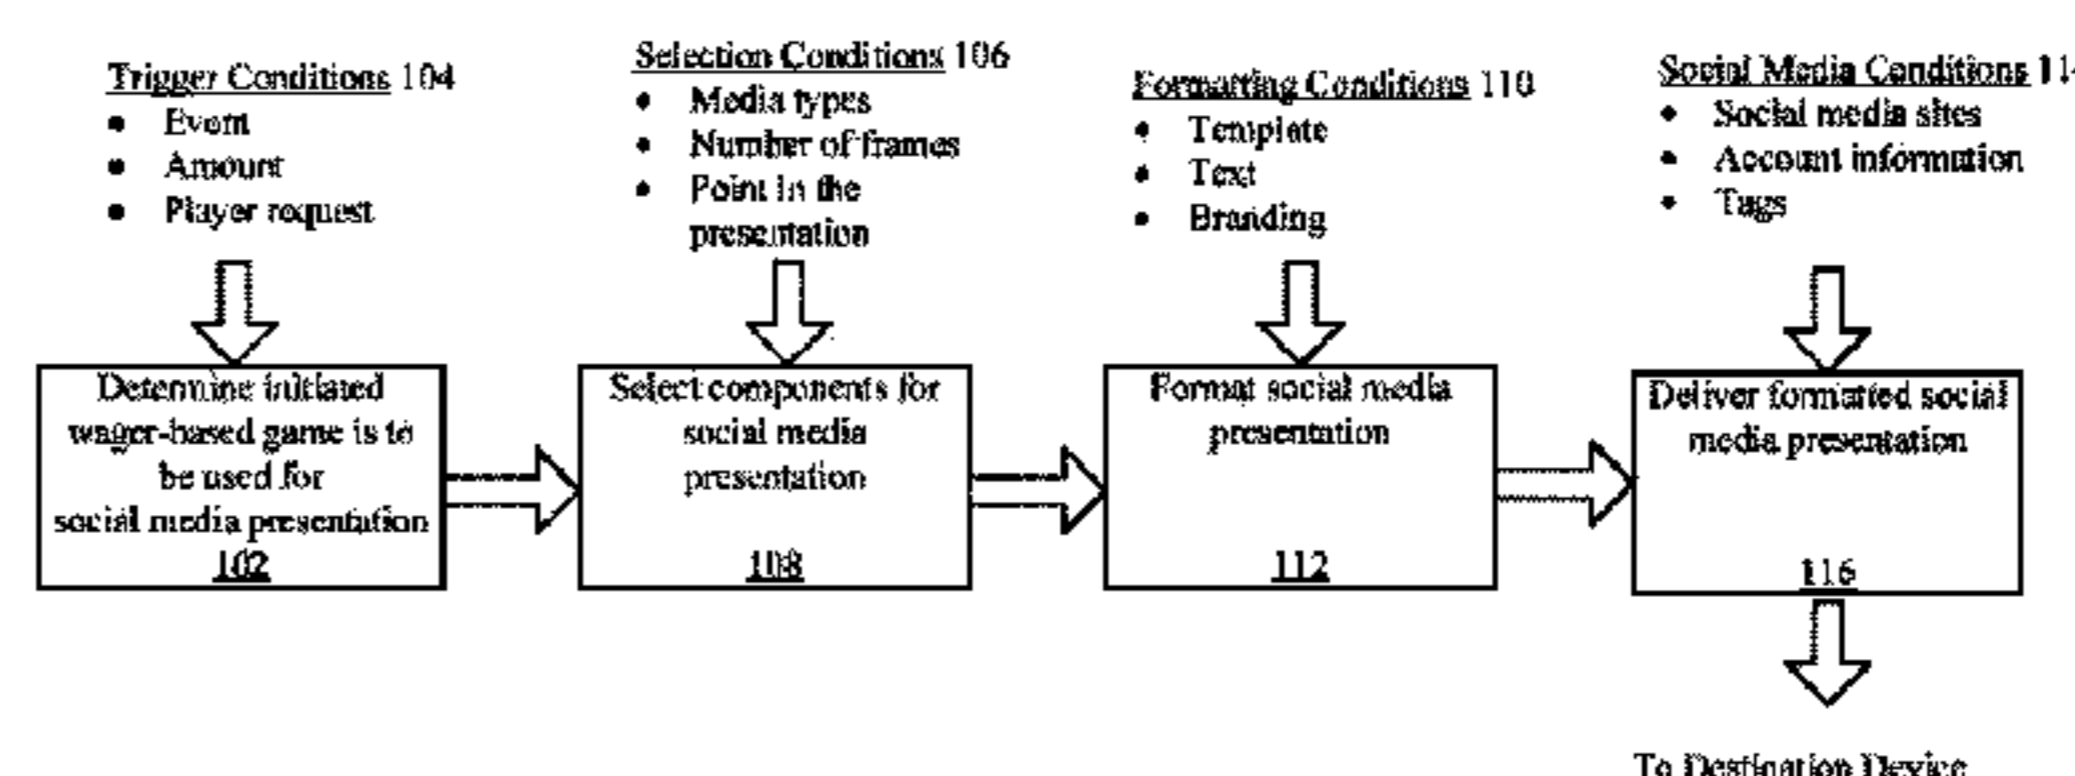 Trigger Conditions 104
• Event
• Amount
• Player request
Selection Conditions 106
• Media types
• Number of frames
• Point in the
presentation
Formatting Conditions 110
• Template
• Text
• Branding
Social Media Conditions
• Social media sites
• Account information
• Tags
Determine initiated
wager-based game is to
be used for
social media presentation
102
Select components for
social media
presentation
108
Format social media
presentation
112
Deliver formatted social
media presentation
116
To Destination Device